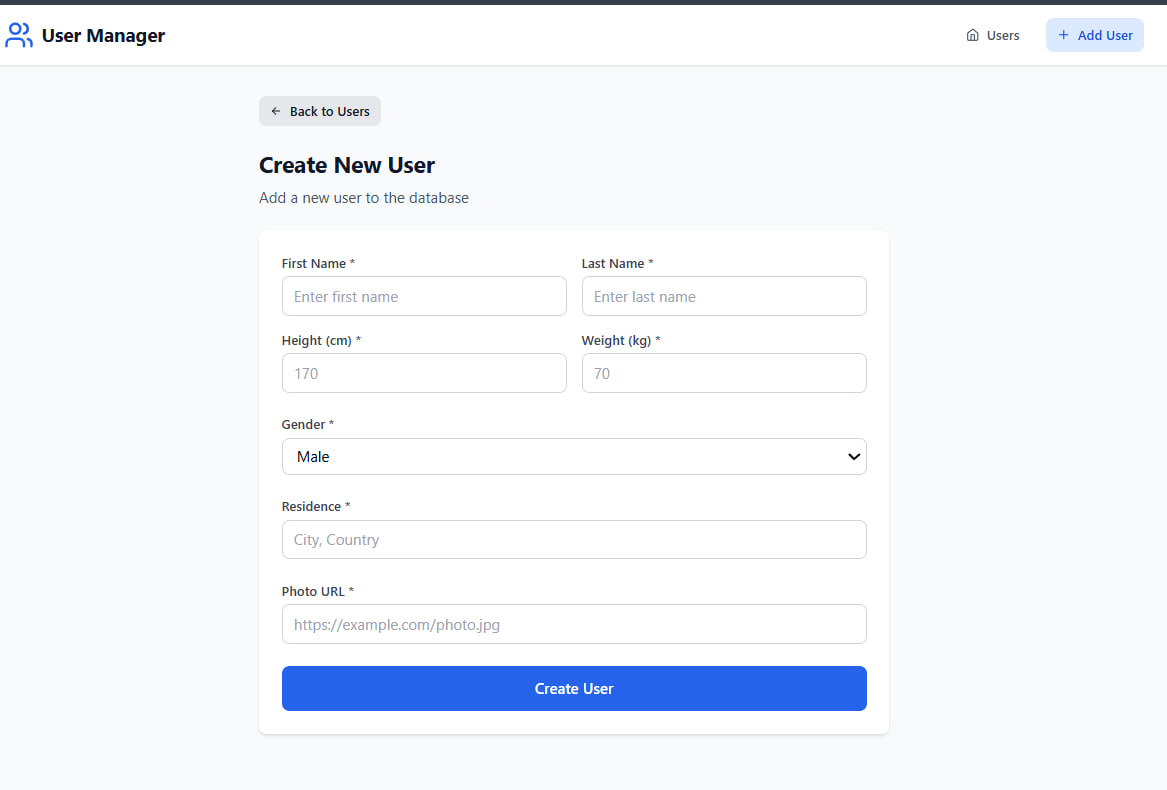 User Manager
Users
+ Add User
← Back to Users
Create New User
Add a new user to the database
First Name * Last Name *
Enter first name Enter last name
Height (cm) * Weight (kg) *
170 70
Gender *
Male
Residence *
City, Country
Photo URL *
https://example.com/photo.jpg
Create User